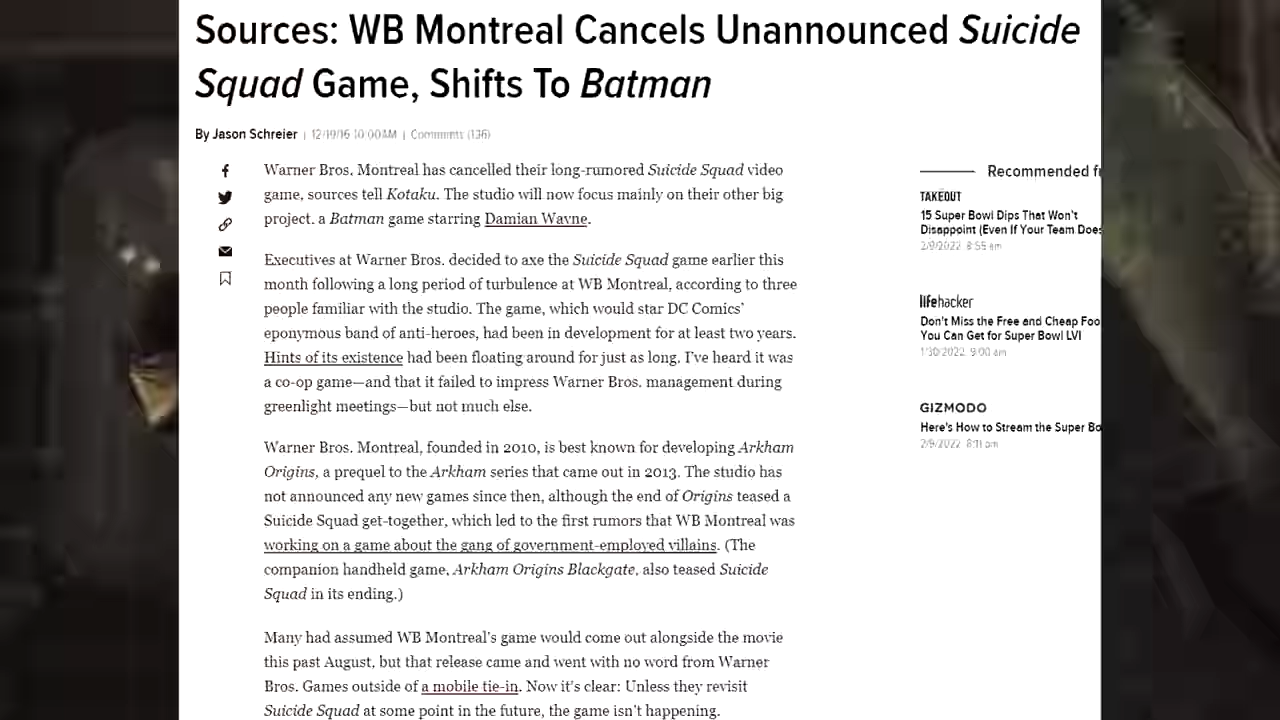 Sources: WB Montreal Cancels Unannounced Suicide
Squad Game, Shifts To Batman
By Jason Schreier | 12/19/16 10:00AM | Comments (136)
Warner Bros. Montreal has cancelled their long-rumored Suicide Squad video
game, sources tell Kotaku. The studio will now focus mainly on their other big
project, a Batman game starring Damian Wayne.
Executives at Warner Bros. decided to axe the Suicide Squad game earlier this
month following a long period of turbulence at WB Montreal, according to three
people familiar with the studio. The game, which would star DC Comics'
eponymous band of anti-heroes, had been in development for at least two years.
Hints of its existence had been floating around for just as long. I've heard it was
a co-op game—and that it failed to impress Warner Bros. management during
greenlight meetings—but not much else.
Warner Bros. Montreal, founded in 2010, is best known for developing Arkham
Origins, a prequel to the Arkham series that came out in 2013. The studio has
not announced any new games since then, although the end of Origins teased a
Suicide Squad get-together, which led to the first rumors that WB Montreal was
working on a game about the gang of government-employed villains. (The
companion handheld game, Arkham Origins Blackgate, also teased Suicide
Squad in its ending.)
Many had assumed WB Montreal's game would come out alongside the movie
this past August, but that release came and went with no word from Warner
Bros. Games outside of a mobile tie-in. Now it's clear: Unless they revisit
Suicide Squad at some point in the future, the game isn't happening.
Recommended f
TAKEOUT
15 Super Bowl Dips That Won't
Disappoint (Even If Your Team Does
2/9/2022 8:55 am
lifehacker
Don't Miss the Free and Cheap Foo
You Can Get for Super Bowl LVI
1/30/2022 9:00 am
GIZMODO
Here's How to Stream the Super Bo
2/9/2022 8:11 am